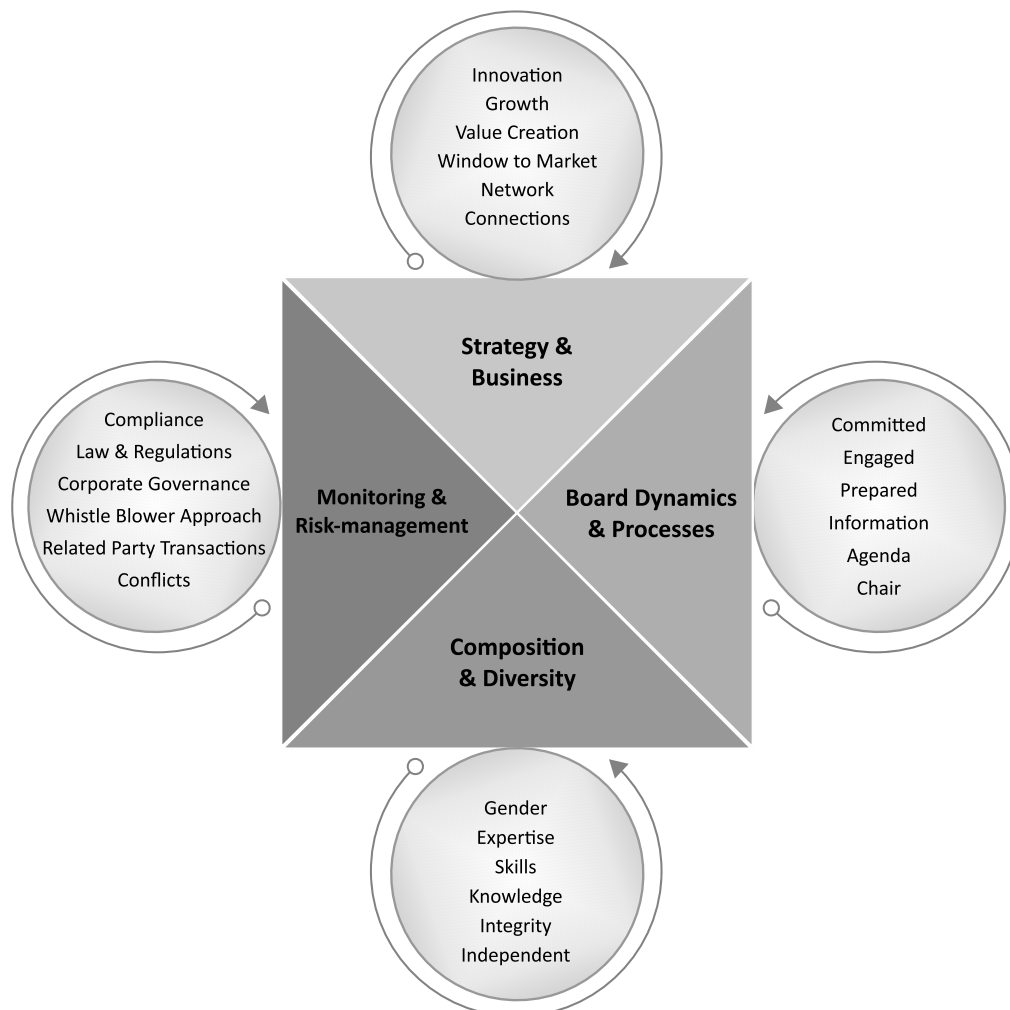 Innovation
Growth
Value Creation
Window to Market
Network
Connections
Strategy &
Business
Compliance
Law & Regulations
Corporate Governance
Whistle Blower Approach
Related Party Transactions
Conflicts
Monitoring &
Risk-management
Board Dynamics
& Processes
Committed
Engaged
Prepared
Information
Agenda
Chair
Composition
& Diversity
Gender
Expertise
Skills
Knowledge
Integrity
Independent